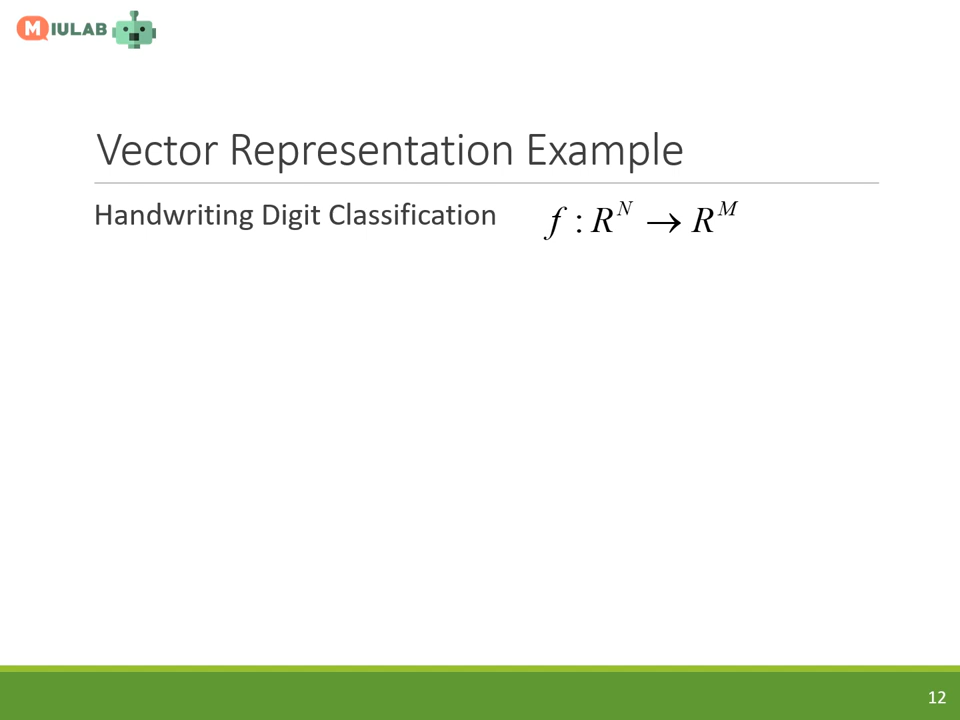 MIULAB
Vector Representation Example
Handwriting Digit Classification f : R^N → R^M
12